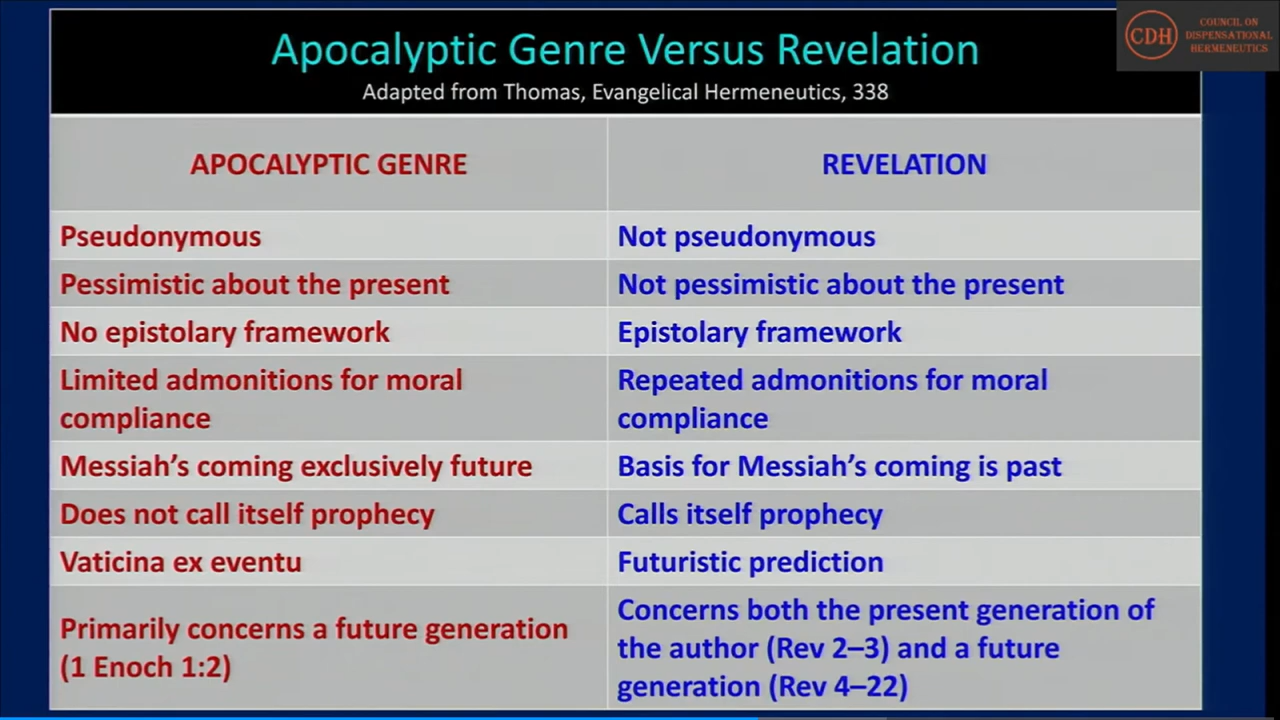 CDH
COUNCIL ON
DISPENSATIONAL
HERMENEUTICS
Apocalyptic Genre Versus Revelation
Adapted from Thomas, Evangelical Hermeneutics, 338
APOCALYPTIC GENRE
REVELATION
Pseudonymous
Not pseudonymous
Pessimistic about the present
Not pessimistic about the present
No epistolary framework
Epistolary framework
Limited admonitions for moral
compliance
Repeated admonitions for moral
compliance
Messiah's coming exclusively future
Basis for Messiah's coming is past
Does not call itself prophecy
Calls itself prophecy
Vaticina ex eventu
Futuristic prediction
Primarily concerns a future generation
(1 Enoch 1:2)
Concerns both the present generation of
the author (Rev 2–3) and a future
generation (Rev 4–22)